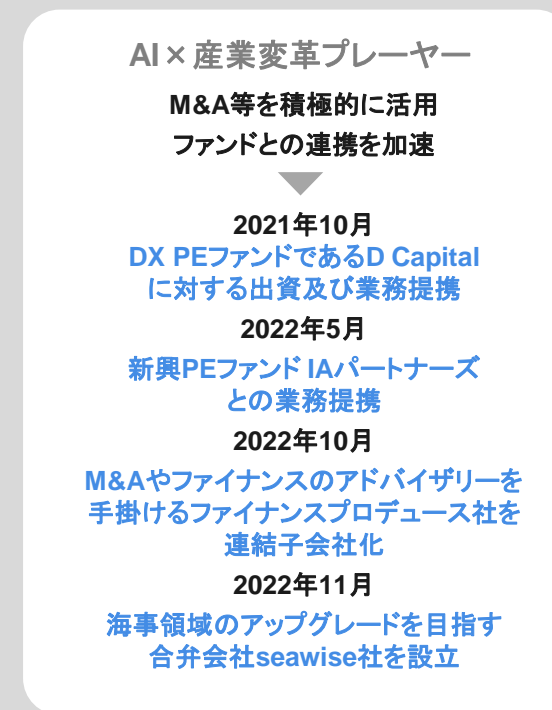 AI×産業変革プレーヤー
M&A等を積極的に活用
ファンドとの連携を加速
2021年10月
DX PEファンドであるD Capital
に対する出資及び業務提携
2022年5月
新興PEファンド IAパートナーズ
との業務提携
2022年10月
M&Aやファイナンスのアドバイザリーを
手掛けるファイナンスプロデュース社を
連結子会社化
2022年11月
海事領域のアップグレードを目指す
合弁会社seawise社を設立